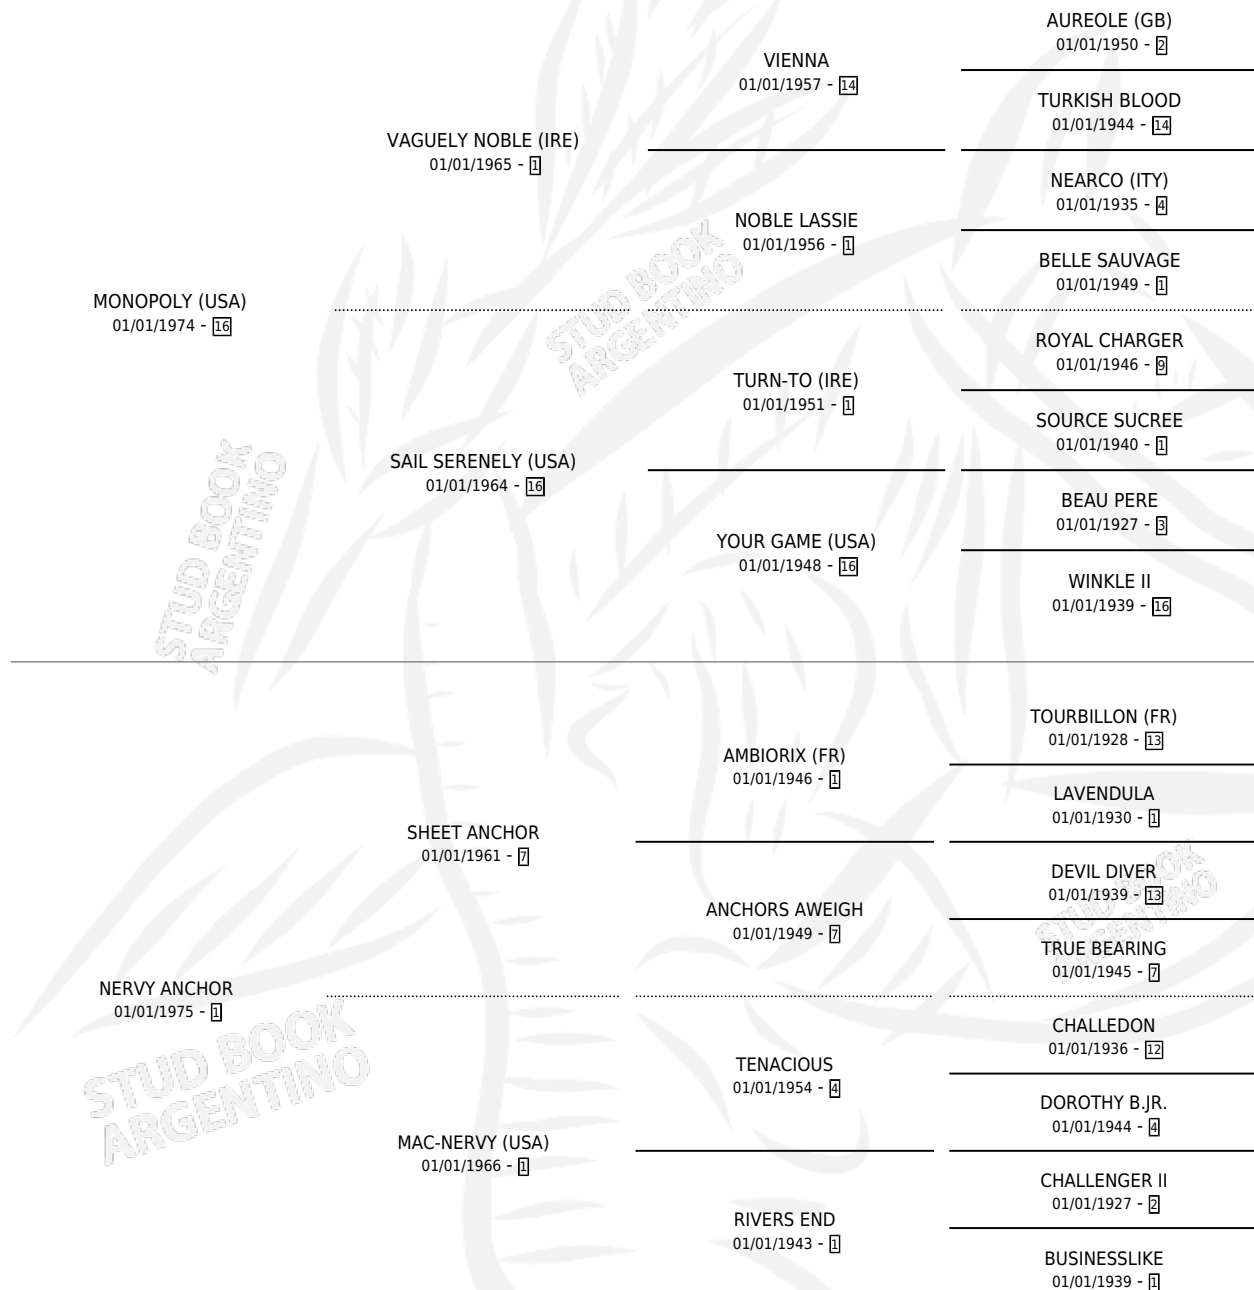 AUREOLE (GB)
01/01/1950 - 2
VIENNA
01/01/1957 - 14
TURKISH BLOOD
01/01/1944 - 14
VAGUELY NOBLE (IRE)
01/01/1965 - 1
NEARCO (ITY)
01/01/1935 - 4
NOBLE LASSIE
01/01/1956 - 1
BELLE SAUVAGE
01/01/1949 - 1
MONOPOLY (USA)
01/01/1974 - 16
STUD BOOK
ARGENTINO
ROYAL CHARGER
01/01/1946 - 9
TURN-TO (IRE)
01/01/1951 - 1
SOURCE SUCREE
01/01/1940 - 1
SAIL SERENELY (USA)
01/01/1964 - 16
BEAU PERE
01/01/1927 - 3
YOUR GAME (USA)
01/01/1948 - 16
WINKLE II
01/01/1939 - 16
STUD BOOK
ARGENTINO
TOURBILLON (FR)
01/01/1928 - 13
AMBIORIX (FR)
01/01/1946 - 1
LAVENDULA
01/01/1930 - 1
SHEET ANCHOR
01/01/1961 - 7
DEVIL DIVER
01/01/1939 - 13
ANCHORS AWEIGH
01/01/1949 - 7
TRUE BEARING
01/01/1945 - 7
STUD BOOK
ARGENTINO
NERVY ANCHOR
01/01/1975 - 1
CHALLEDON
01/01/1936 - 12
TENACIOUS
01/01/1954 - 4
DOROTHY B.JR.
01/01/1944 - 4
MAC-NERVY (USA)
01/01/1966 - 1
CHALLENGER II
01/01/1927 - 2
RIVERS END
01/01/1943 - 1
BUSINESSLIKE
01/01/1939 - 1
STUD BOOK
ARGENTINO